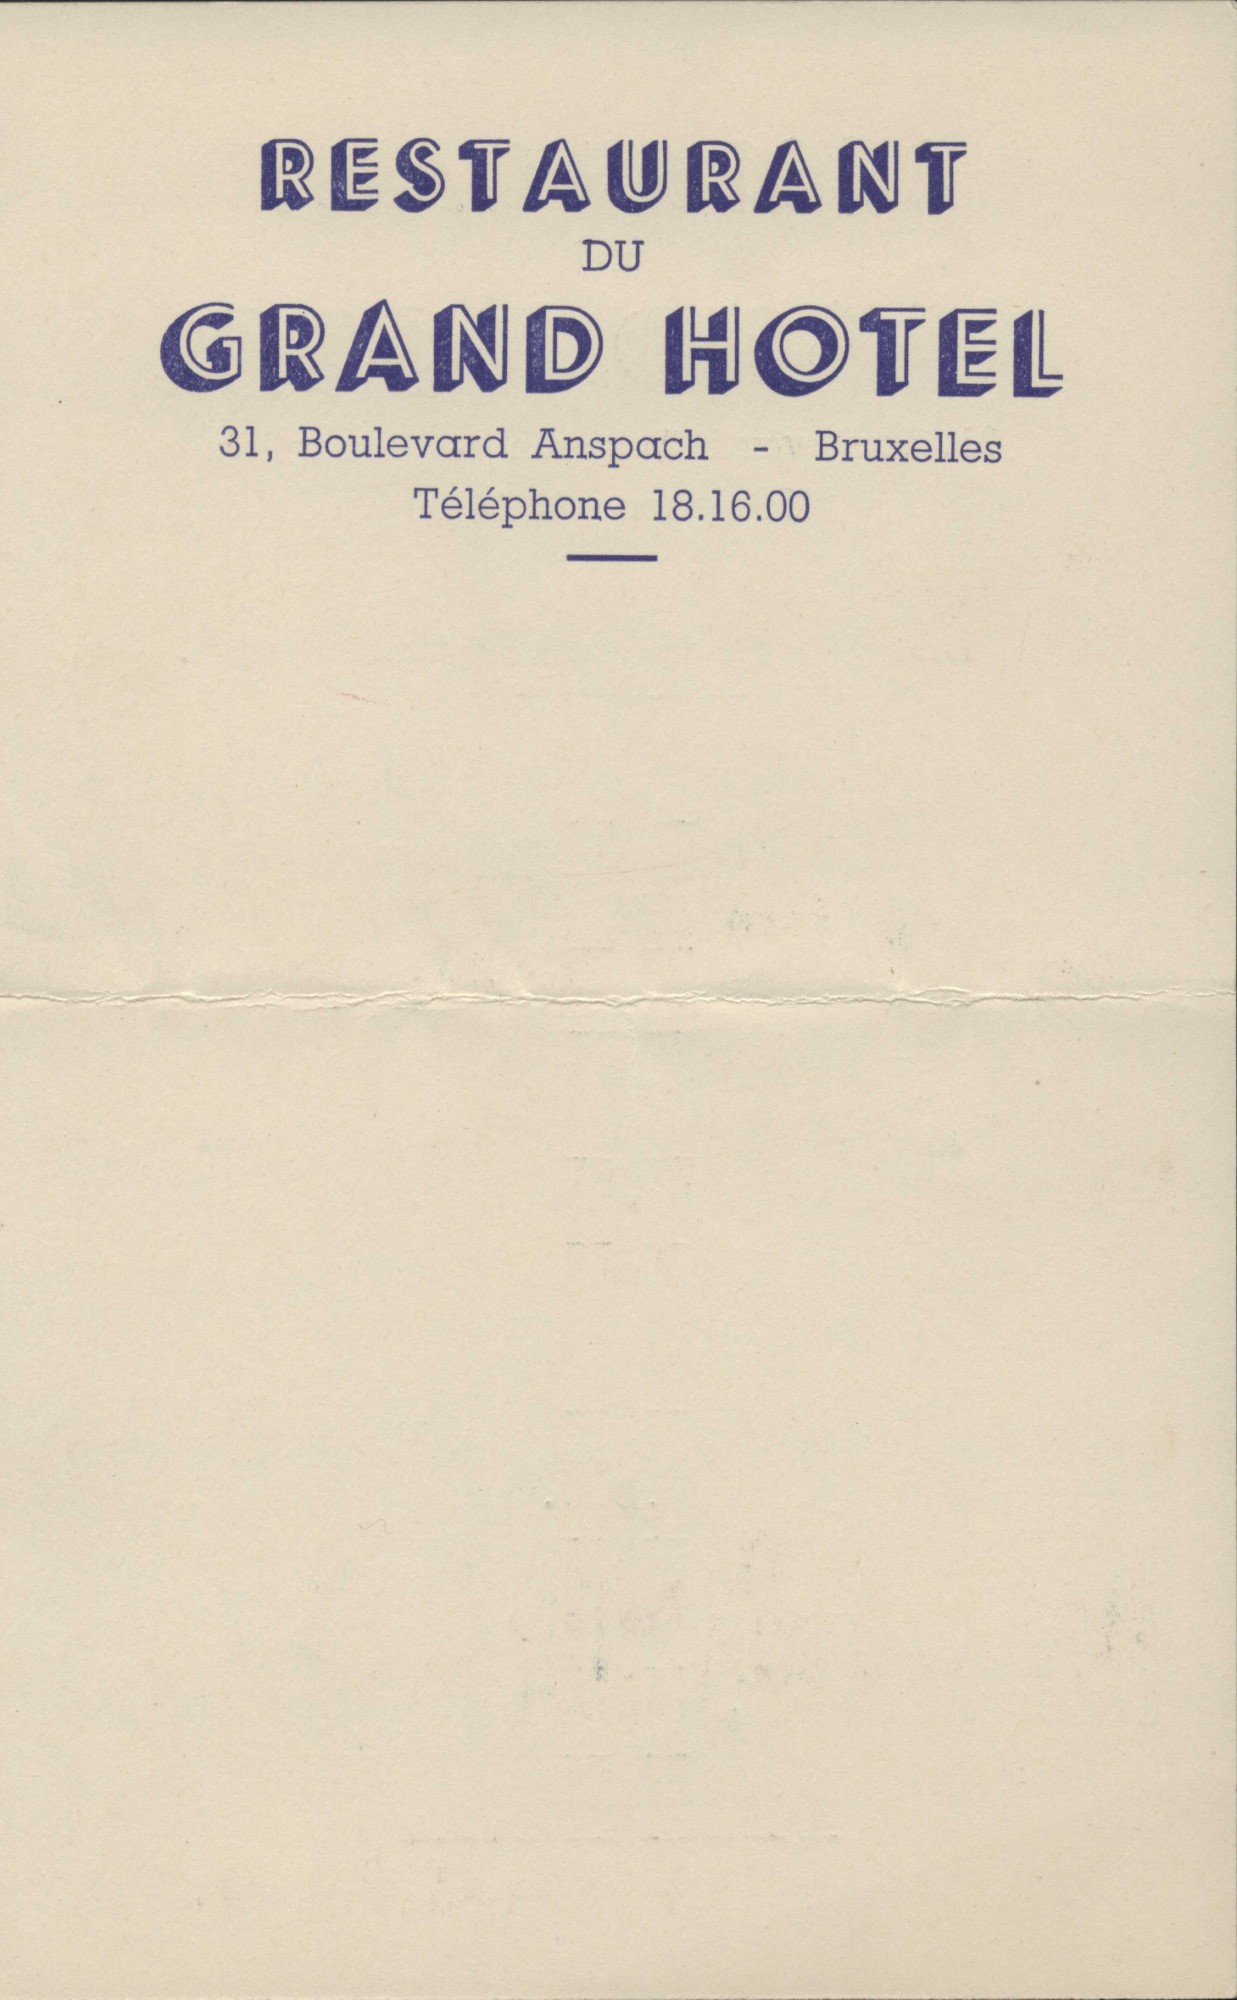 RESTAURANT
DU
GRAND HOTEL
31, Boulevard Anspach - Bruxelles
Téléphone 18.16.00